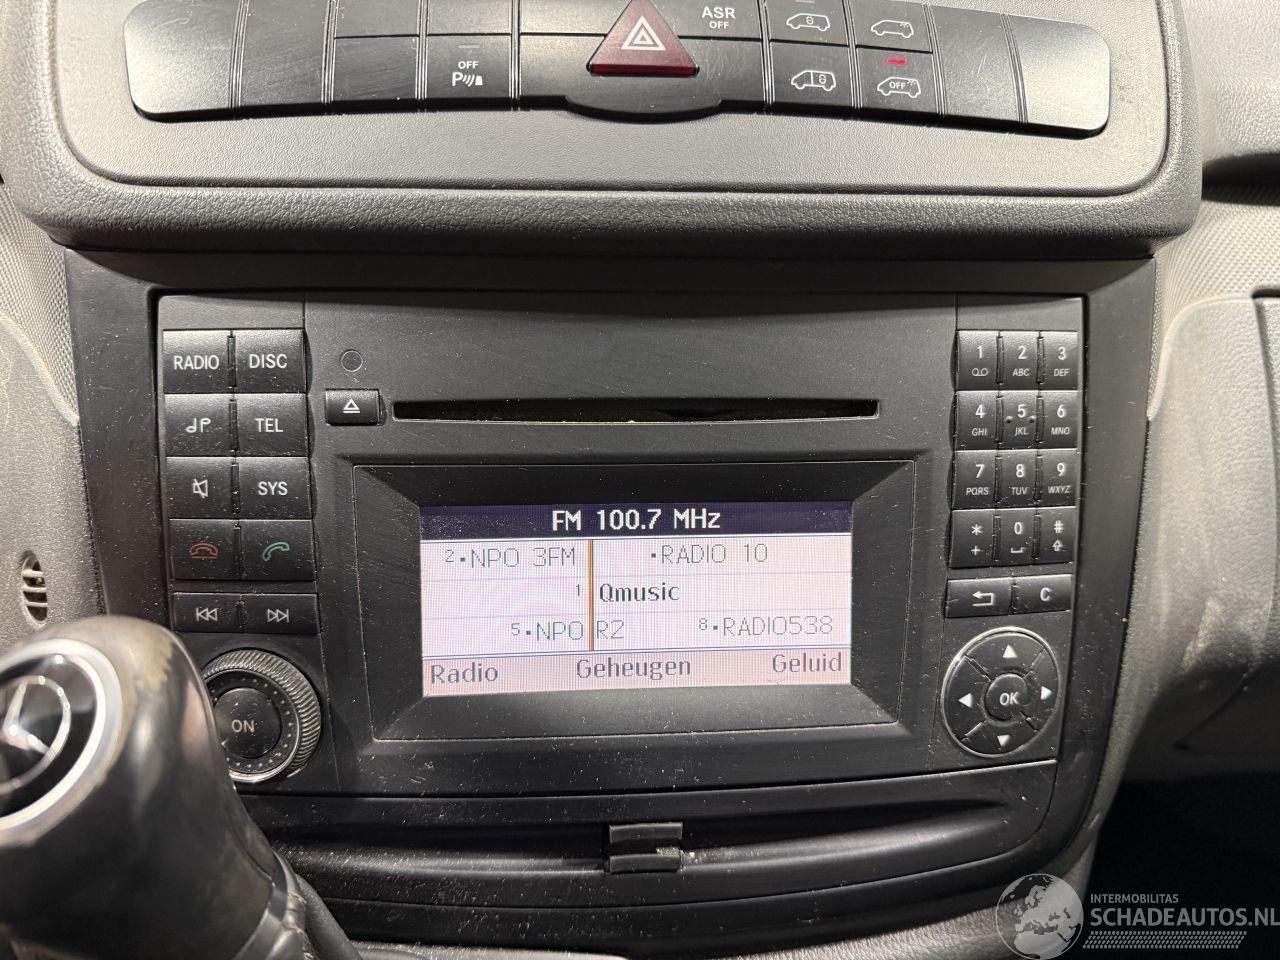 ASR
OFF
OFF
P
OFF
RADIO DISC
TEL
SYS
ON
1
2 ABC
3 DEF
4 GHI
5 JKL
6 MNO
7 PQRS
8 TUV
9 WXYZ
* +
0
#
C
OK
FM 100.7 MHz
2•NPO 3FM •RADIO 10
1 Qmusic
5•NPO R2 8•RADIO538
Radio Geheugen Geluid
INTERMOBILITAS
SCHADEAUTOS.NL